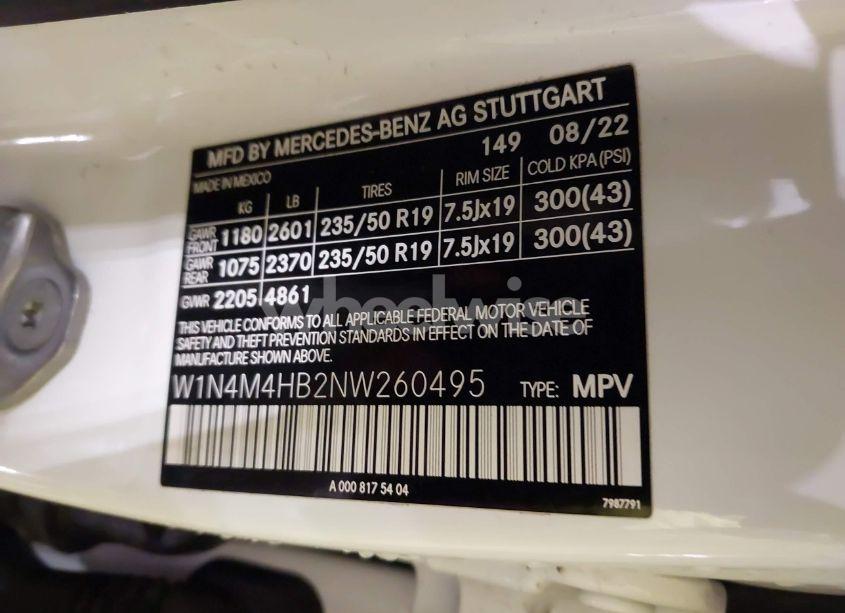 MFD BY MERCEDES-BENZ AG STUTTGART
MADE IN MEXICO 149 08/22
KG LB TIRES RIM SIZE COLD KPA (PSI)
GAWR FRONT 1180 2601 235/50 R19 7.5Jx19 300(43)
GAWR REAR 1075 2370 235/50 R19 7.5Jx19 300(43)
GVWR 2205 4861
wheelwise
THIS VEHICLE CONFORMS TO ALL APPLICABLE FEDERAL MOTOR VEHICLE
SAFETY AND THEFT PREVENTION STANDARDS IN EFFECT ON THE DATE OF
MANUFACTURE SHOWN ABOVE.
W1N4M4HB2NW260495 TYPE: MPV
A 000 817 54 04
7987791